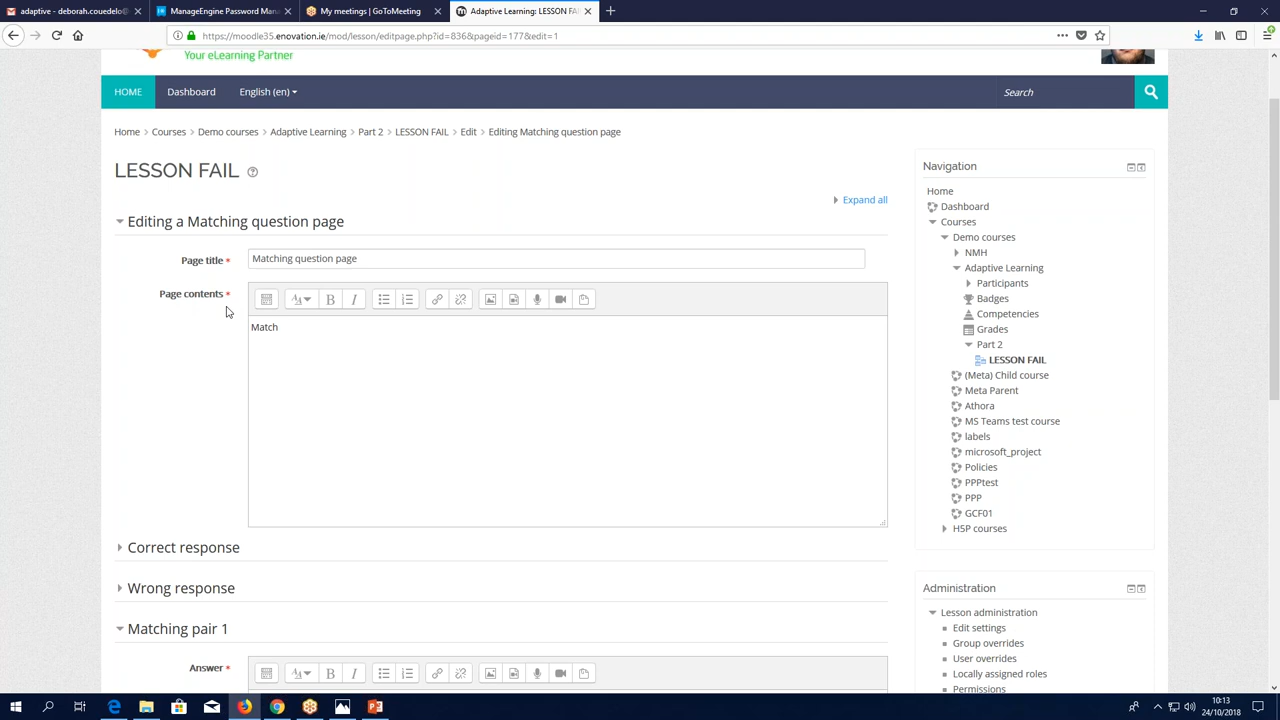 adaptive - deborah.couedelo@
ManageEngine Password Man
My meetings | GoToMeeting
Adaptive Learning: LESSON FAI
https://moodle35.enovation.ie/mod/lesson/editpage.php?id=836&pageid=177&edit=1
Your eLearning Partner
HOME
Dashboard
English (en)
Search
Home
Courses
Demo courses
Adaptive Learning
Part 2
LESSON FAIL
Edit
Editing Matching question page
LESSON FAIL
Expand all
Editing a Matching question page
Page title *
Matching question page
Page contents *
Match
Correct response
Wrong response
Matching pair 1
Answer *
Navigation
Home
Dashboard
Courses
Demo courses
NMH
Adaptive Learning
Participants
Badges
Competencies
Grades
Part 2
LESSON FAIL
(Meta) Child course
Meta Parent
Athora
MS Teams test course
labels
microsoft_project
Policies
PPPtest
PPP
GCF01
H5P courses
Administration
Lesson administration
Edit settings
Group overrides
User overrides
Locally assigned roles
Permissions
10:13
24/10/2018